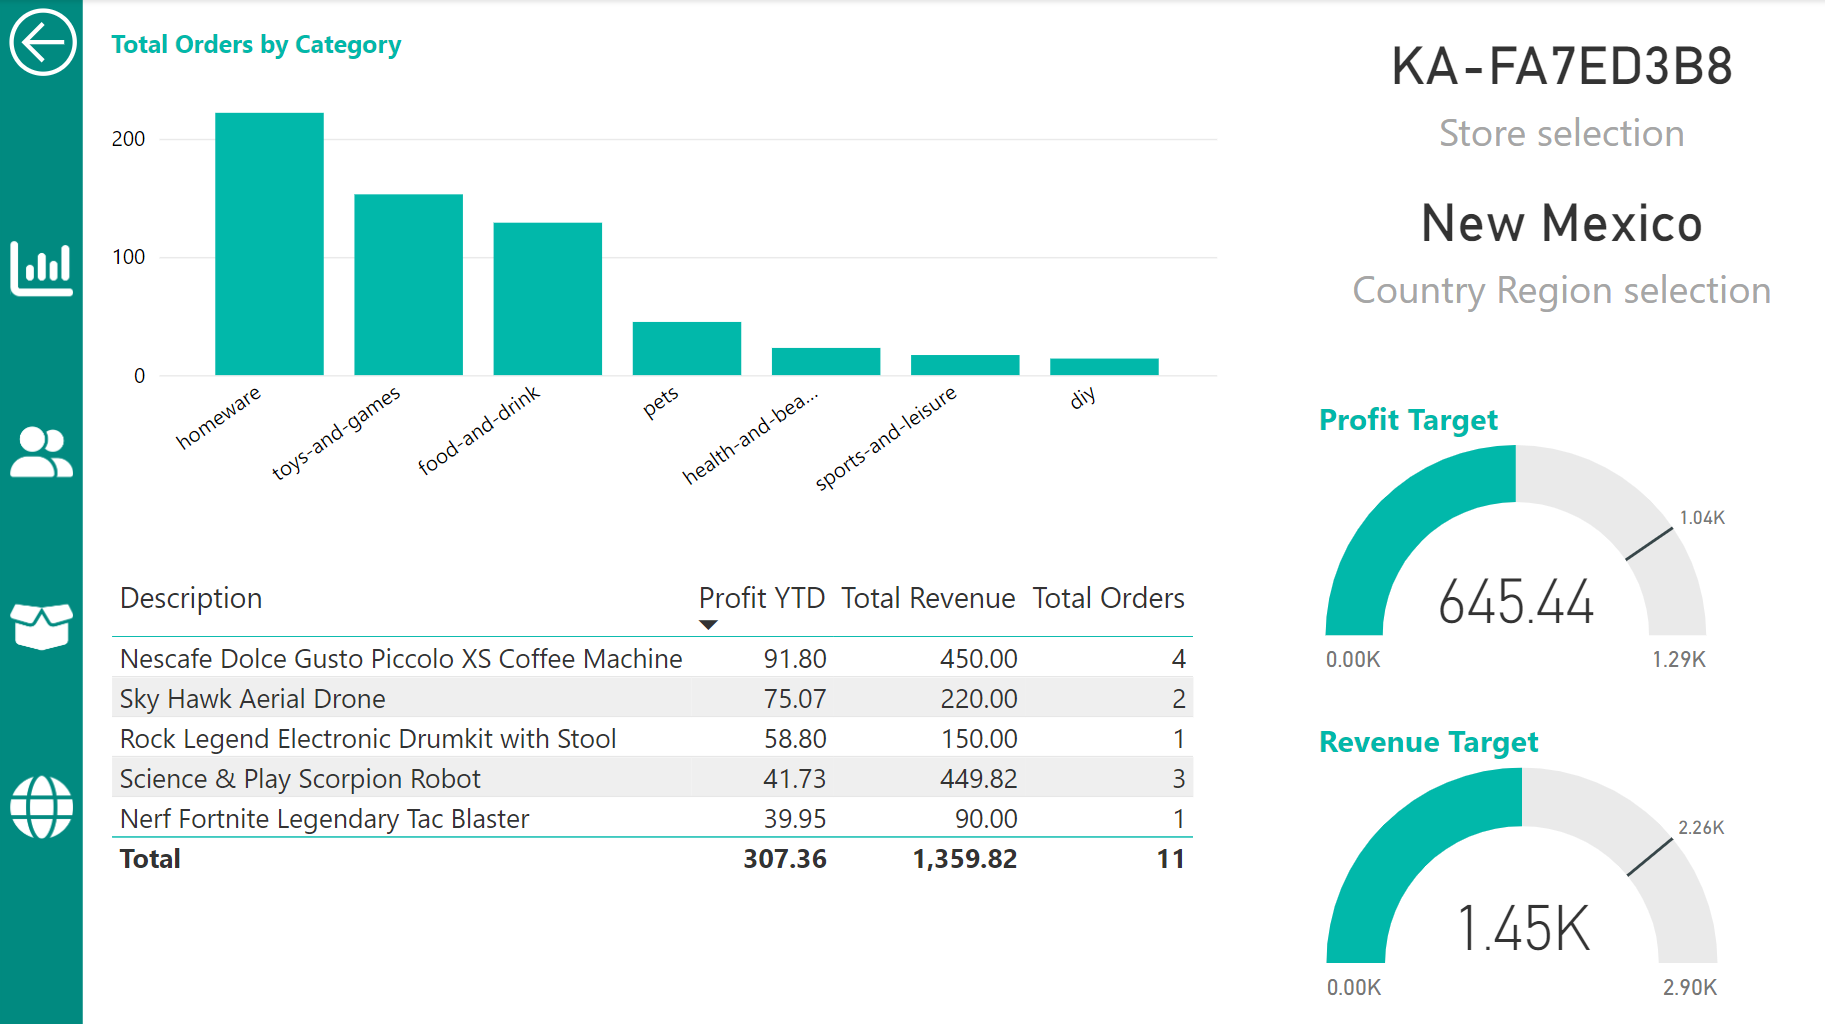 Total Orders by Category
200
100
0
homeware
toys-and-games
food-and-drink
pets
health-and-bea...
sports-and-leisure
diy
KA-FA7ED3B8
Store selection
New Mexico
Country Region selection
Profit Target
1.04K
645.44
0.00K 1.29K
Revenue Target
2.26K
1.45K
0.00K 2.90K
Description Profit YTD Total Revenue Total Orders
Nescafe Dolce Gusto Piccolo XS Coffee Machine 91.80 450.00 4
Sky Hawk Aerial Drone 75.07 220.00 2
Rock Legend Electronic Drumkit with Stool 58.80 150.00 1
Science & Play Scorpion Robot 41.73 449.82 3
Nerf Fortnite Legendary Tac Blaster 39.95 90.00 1
Total 307.36 1,359.82 11